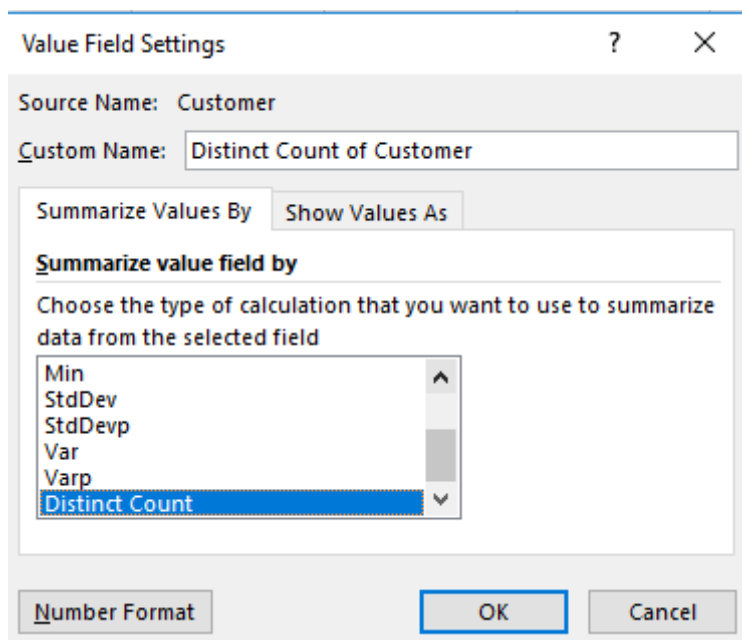 Value Field Settings ? ×
Source Name: Customer
Custom Name: Distinct Count of Customer
Summarize Values By Show Values As
Summarize value field by
Choose the type of calculation that you want to use to summarize
data from the selected field
Min
StdDev
StdDevp
Var
Varp
Distinct Count
Number Format OK Cancel